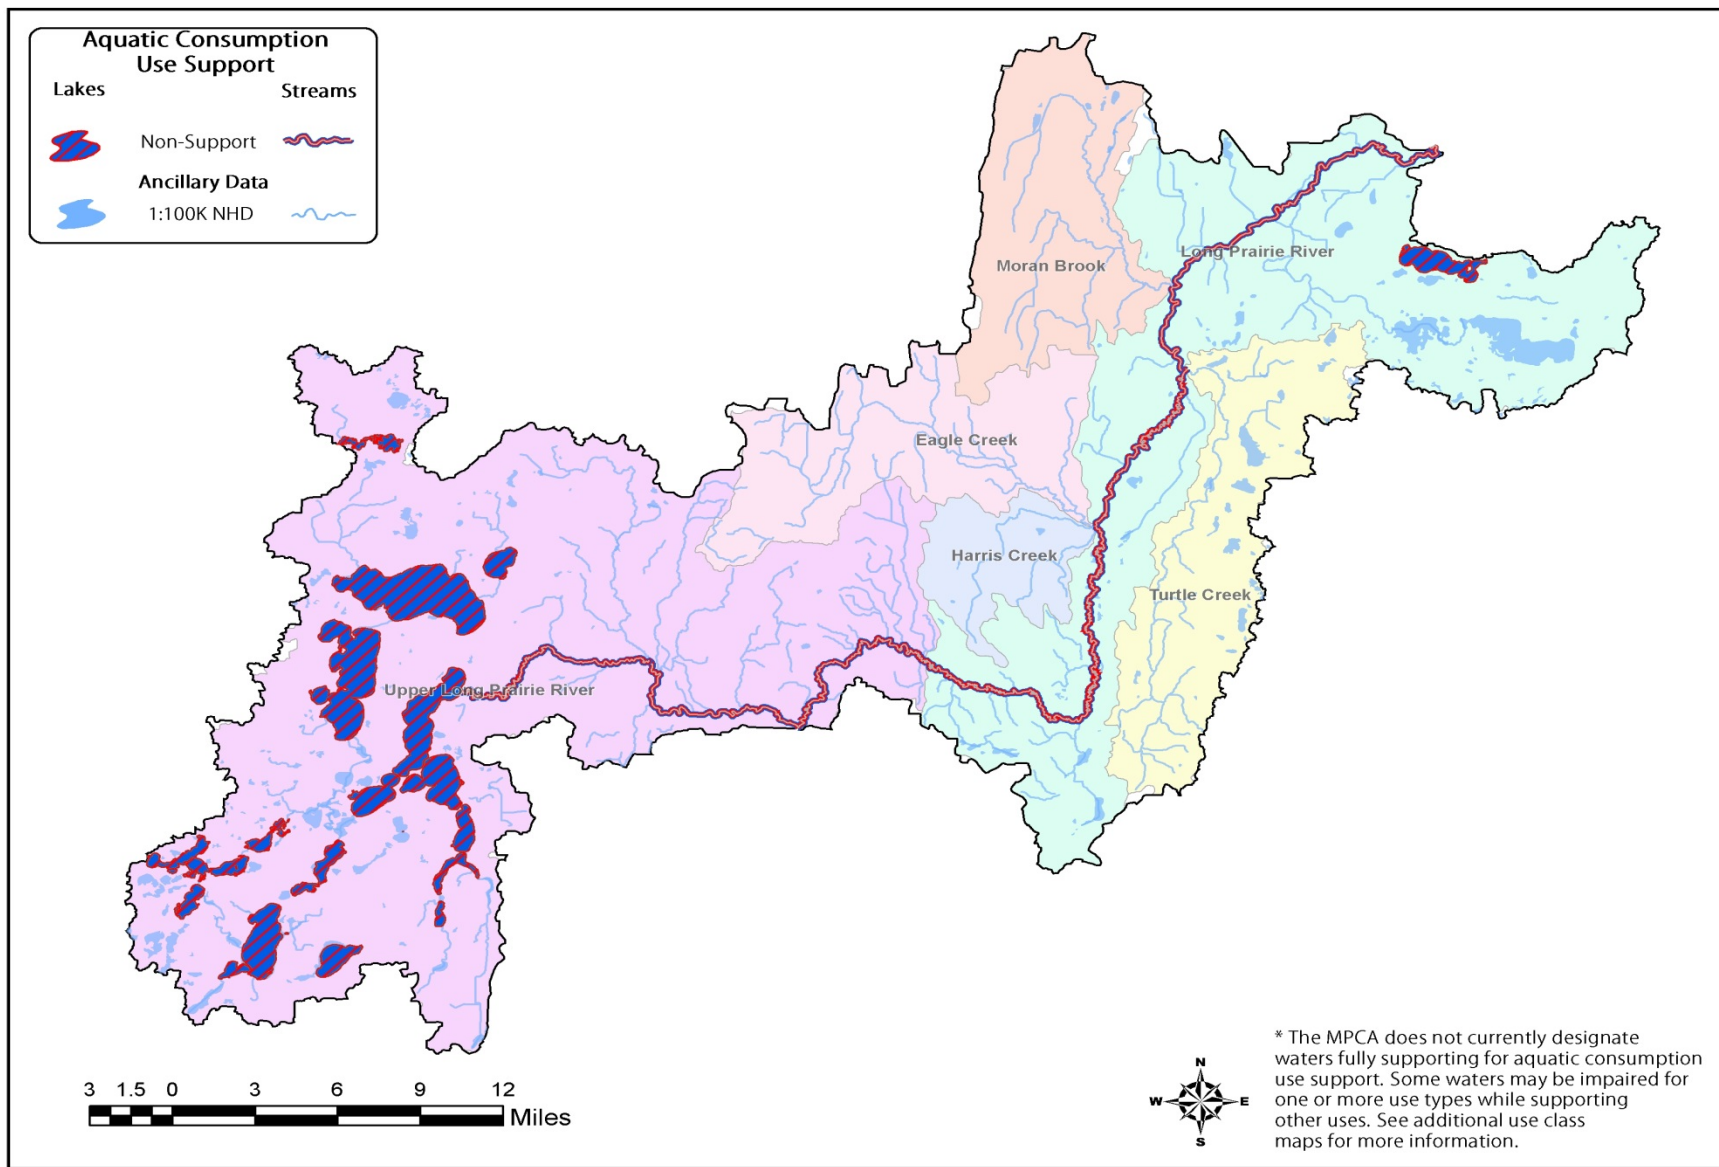 Aquatic Consumption
Use Support
Lakes
Streams
Non-Support
Ancillary Data
1:100K NHD
Moran Brook
Long Prairie River
Eagle Creek
Harris Creek
Turtle Creek
Upper Long Prairie River
3 1.5 0 3 6 9 12
Miles
N
W E
S
* The MPCA does not currently designate
waters fully supporting for aquatic consumption
use support. Some waters may be impaired for
one or more use types while supporting
other uses. See additional use class
maps for more information.